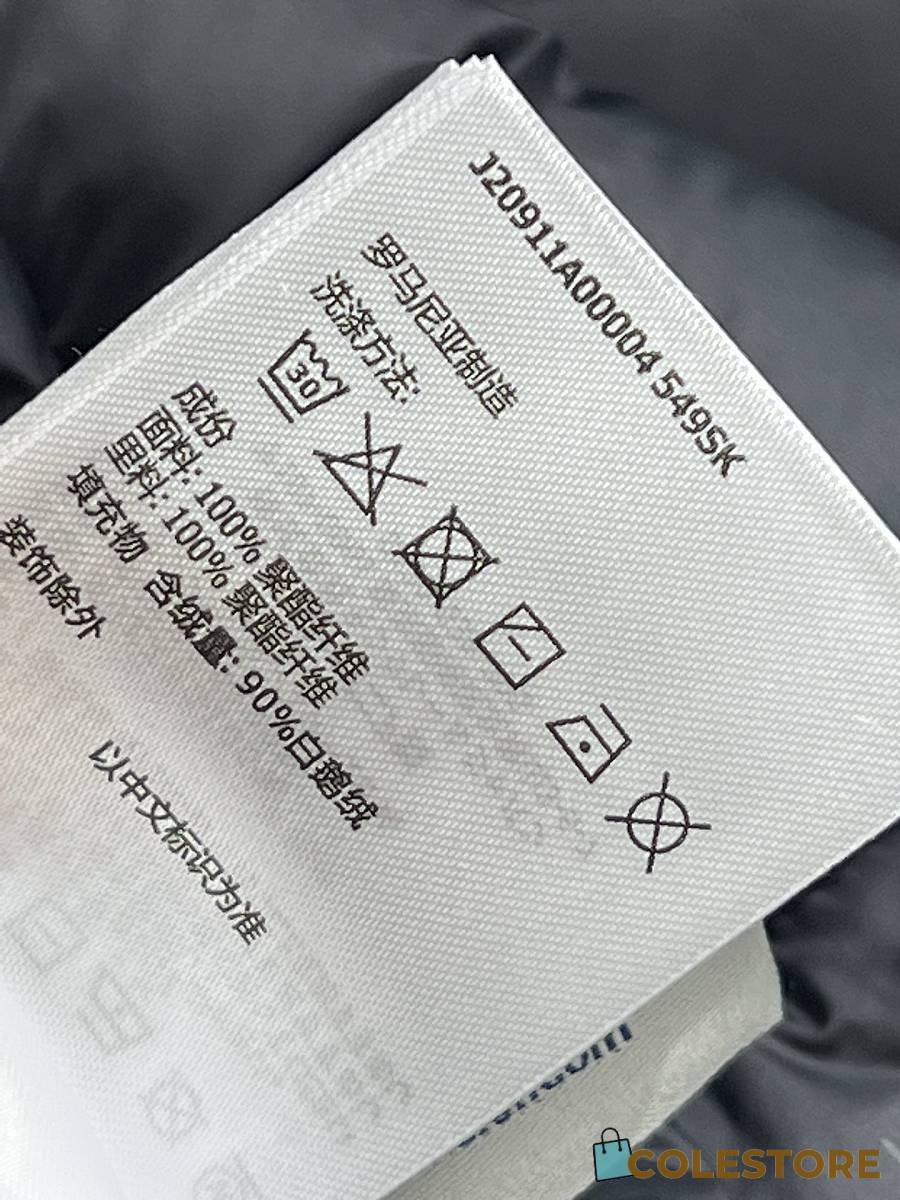 J20911A00004 549SK
罗马尼亚制造
洗涤方法:
30
成份
面料: 100% 聚酯纤维
里料: 100% 聚酯纤维
填充物 含绒量: 90%白鹅绒
装饰除外
以中文标识为准
COLESTORE